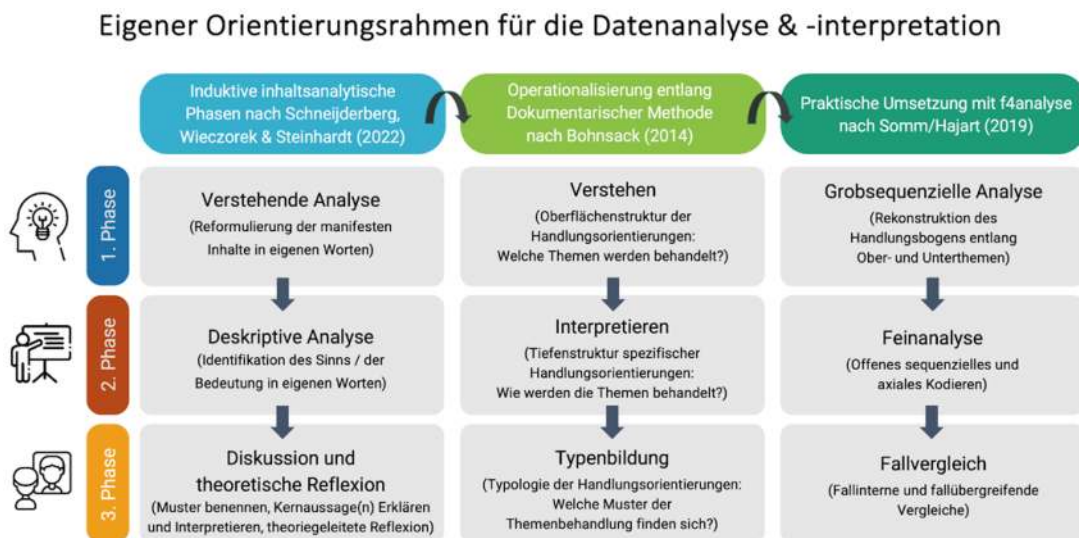 Eigener Orientierungsrahmen für die Datenanalyse & -interpretation
Induktive inhaltsanalytische
Phasen nach Schneijderberg,
Wieczorek & Steinhardt (2022)
Operationalisierung entlang
Dokumentarischer Methode
nach Bohnsack (2014)
Praktische Umsetzung mit f4analyse
nach Somm/Hajart (2019)
1. Phase
Verstehende Analyse
(Reformulierung der manifesten
Inhalte in eigenen Worten)
Verstehen
(Oberflächenstruktur der
Handlungsorientierungen:
Welche Themen werden behandelt?)
Grobsequenzielle Analyse
(Rekonstruktion des
Handlungsbogens entlang
Ober- und Unterthemen)
2. Phase
Deskriptive Analyse
(Identifikation des Sinns / der
Bedeutung in eigenen Worten)
Interpretieren
(Tiefenstruktur spezifischer
Handlungsorientierungen:
Wie werden die Themen behandelt?)
Feinanalyse
(Offenes sequenzielles und
axiales Kodieren)
3. Phase
Diskussion und
theoretische Reflexion
(Muster benennen, Kernaussage(n) Erklären
und Interpretieren, theoriegeleitete Reflexion)
Typenbildung
(Typologie der Handlungsorientierungen:
Welche Muster der
Themenbehandlung finden sich?)
Fallvergleich
(Fallinterne und fallübergreifende
Vergleiche)